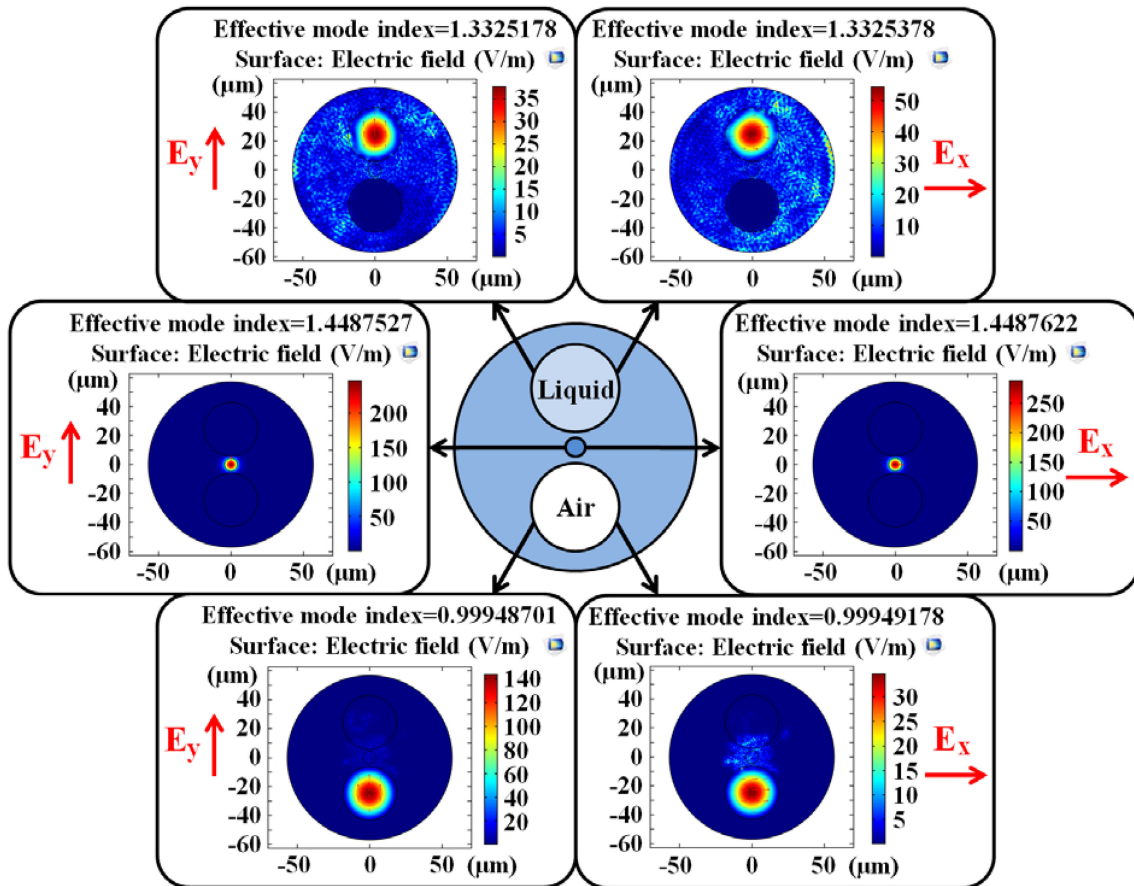 Effective mode index=1.3325178
Surface: Electric field (V/m)
(μm)
40
20
0
-20
-40
-60
-50 0 50 (μm)
35
30
25
20
15
10
5
Ey
Effective mode index=1.3325378
Surface: Electric field (V/m)
(μm)
40
20
0
-20
-40
-60
-50 0 50 (μm)
50
40
30
20
10
Ex
Effective mode index=1.4487527
Surface: Electric field (V/m)
(μm)
40
20
0
-20
-40
-60
-50 0 50
(μm)
200
150
100
50
Ey
Liquid
Air
Effective mode index=1.4487622
Surface: Electric field (V/m)
(μm)
40
20
0
-20
-40
-60
-50 0 50
(μm)
250
200
150
100
50
Ex
Effective mode index=0.99948701
Surface: Electric field (V/m)
(μm)
40
20
0
-20
-40
-60
-50 0 50 (μm)
140
120
100
80
60
40
20
Ey
Effective mode index=0.99949178
Surface: Electric field (V/m)
(μm)
40
20
0
-20
-40
-60
-50 0 50 (μm)
30
25
20
15
10
5
Ex